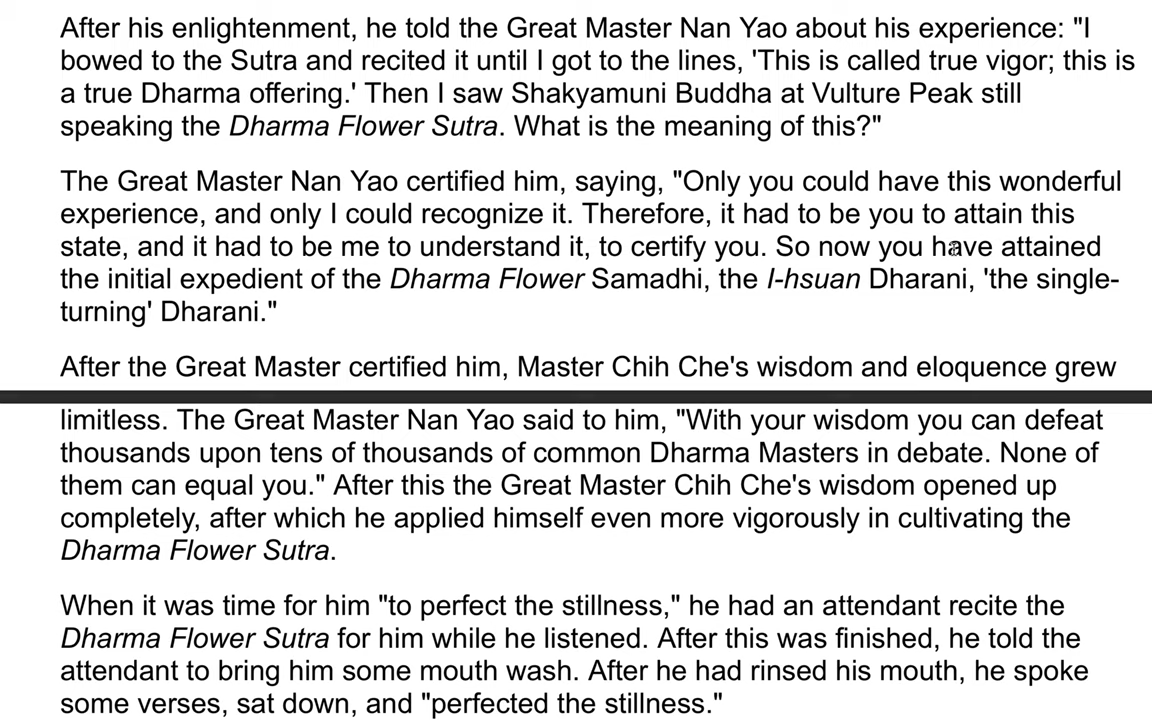 After his enlightenment, he told the Great Master Nan Yao about his experience: "I
bowed to the Sutra and recited it until I got to the lines, 'This is called true vigor; this is
a true Dharma offering.' Then I saw Shakyamuni Buddha at Vulture Peak still
speaking the Dharma Flower Sutra. What is the meaning of this?"
The Great Master Nan Yao certified him, saying, "Only you could have this wonderful
experience, and only I could recognize it. Therefore, it had to be you to attain this
state, and it had to be me to understand it, to certify you. So now you have attained
the initial expedient of the Dharma Flower Samadhi, the I-hsuan Dharani, 'the single-
turning' Dharani."
After the Great Master certified him, Master Chih Che's wisdom and eloquence grew
limitless. The Great Master Nan Yao said to him, "With your wisdom you can defeat
thousands upon tens of thousands of common Dharma Masters in debate. None of
them can equal you." After this the Great Master Chih Che's wisdom opened up
completely, after which he applied himself even more vigorously in cultivating the
Dharma Flower Sutra.
When it was time for him "to perfect the stillness," he had an attendant recite the
Dharma Flower Sutra for him while he listened. After this was finished, he told the
attendant to bring him some mouth wash. After he had rinsed his mouth, he spoke
some verses, sat down, and "perfected the stillness."